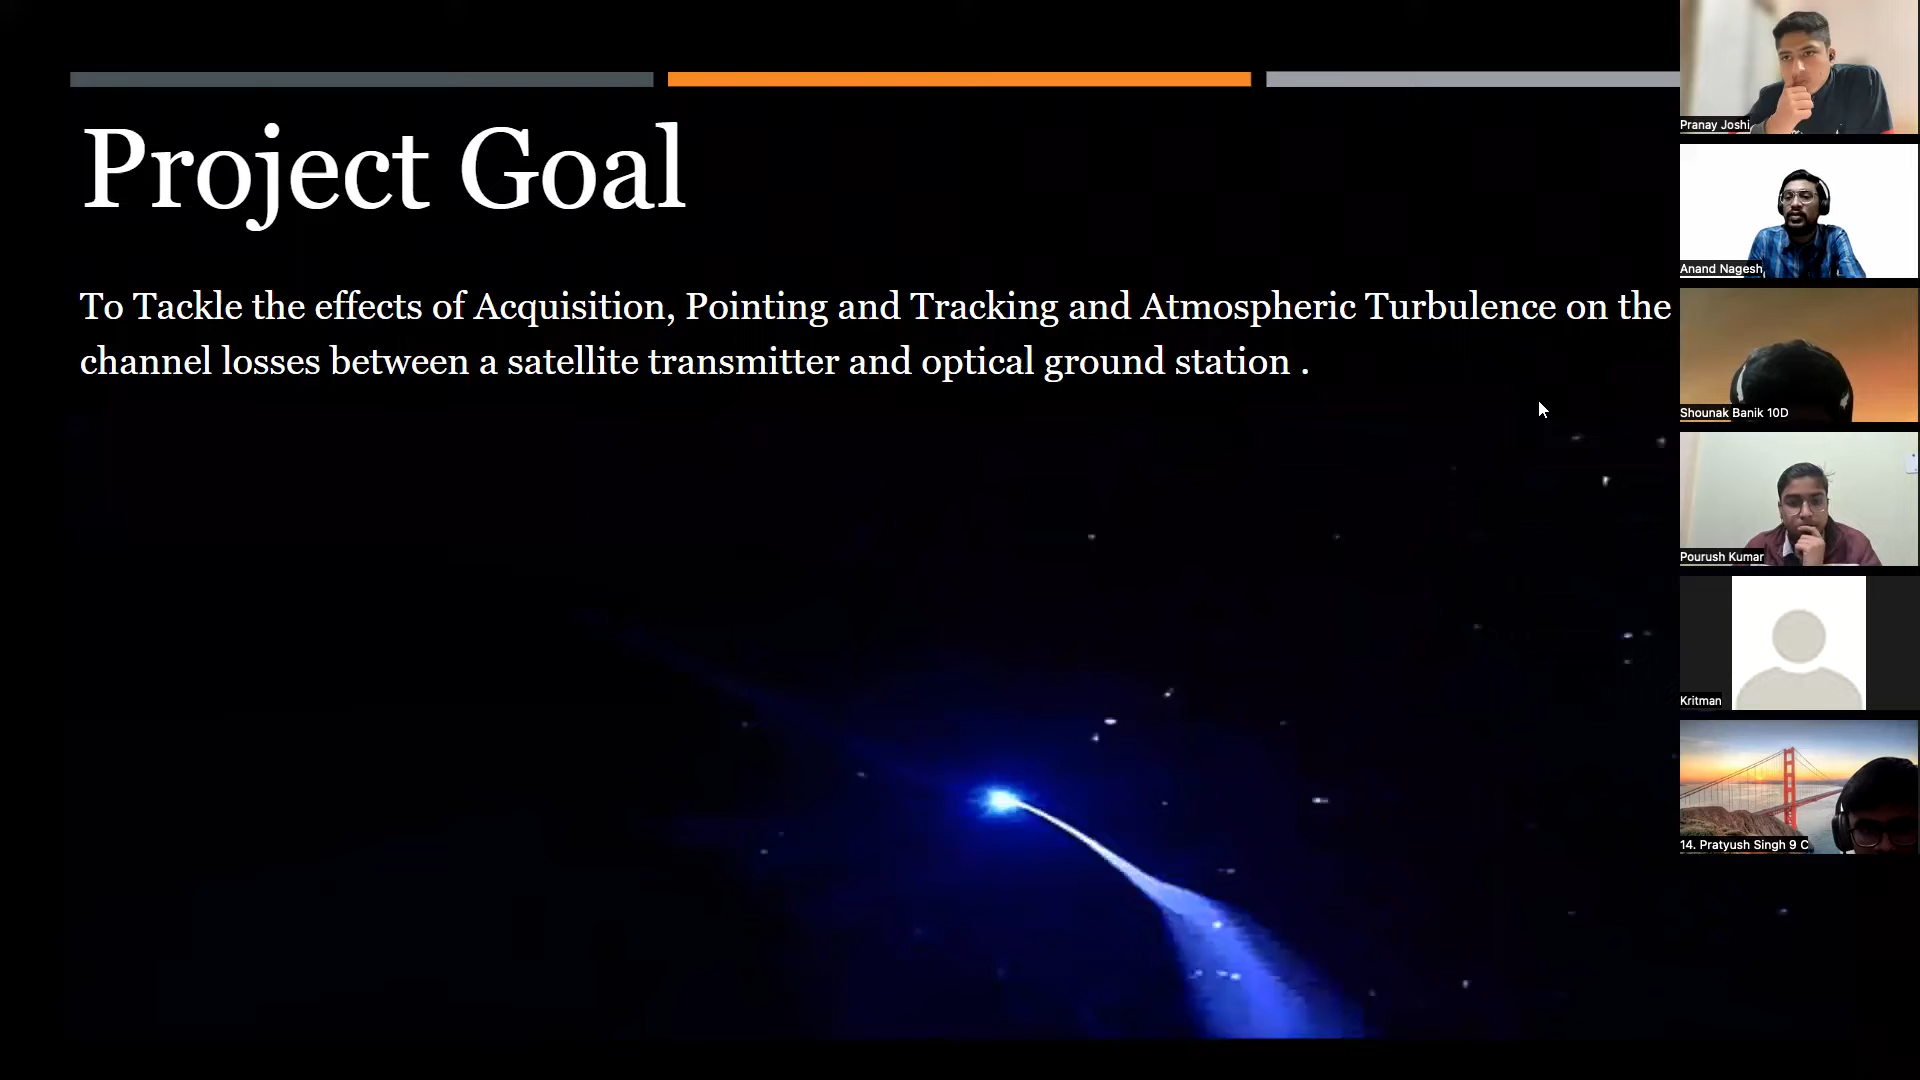 Project Goal
To Tackle the effects of Acquisition, Pointing and Tracking and Atmospheric Turbulence on the
channel losses between a satellite transmitter and optical ground station .
Pranay Joshi
Anand Nagesh
Shounak Banik 10D
Pourush Kumar
Kritman
14. Pratyush Singh 9 C